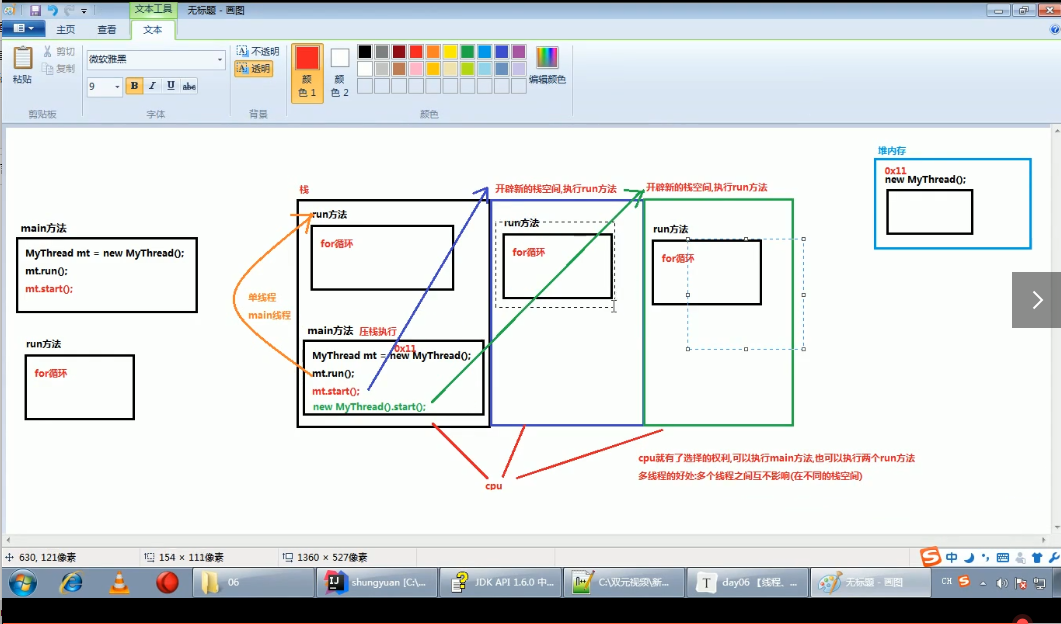 文本工具
无标题 - 画图
主页
查看
文本
粘贴
剪切
复制
剪贴板
微软雅黑
9
B I U abc
字体
不透明
透明
背景
颜色 1
颜色 2
编辑颜色
颜色
main方法
MyThread mt = new MyThread();
mt.run();
mt.start();
run方法
for循环
栈
run方法
for循环
单线程
main线程
main方法 压栈执行
0x11
MyThread mt = new MyThread();
mt.run();
mt.start();
new MyThread().start();
开辟新的栈空间,执行run方法
run方法
for循环
开辟新的栈空间,执行run方法
run方法
for循环
堆内存
0x11
new MyThread();
cpu
cpu就有了选择的权利,可以执行main方法,也可以执行两个run方法
多线程的好处:多个线程之间互不影响(在不同的栈空间)
630, 121像素
154 × 111像素
1360 × 527像素
S 中
06
shungyuan [C:\...
JDK API 1.6.0 中...
C:\双元视频\新...
T day06 【线程、...
无标题 - 画图
CH S